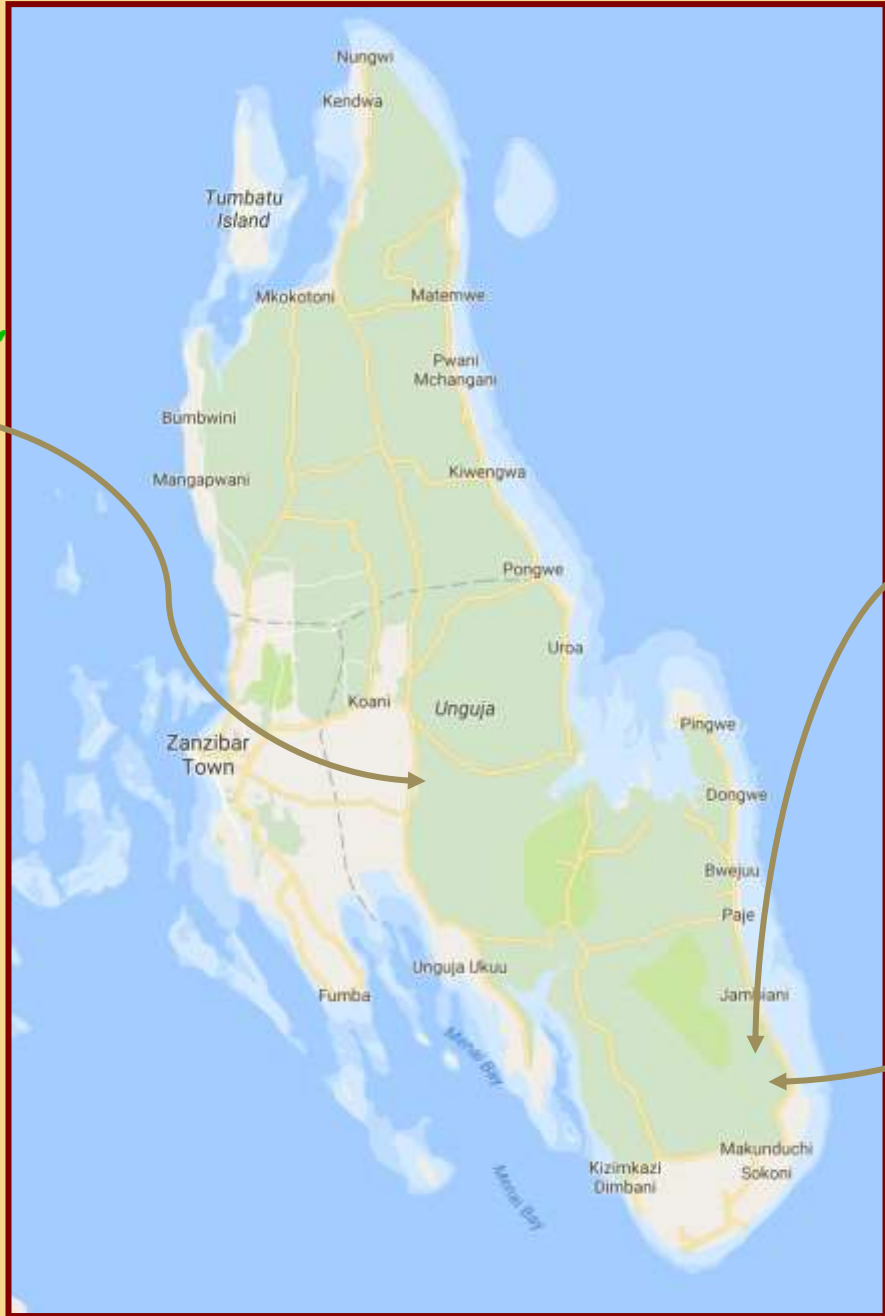 Nungwi
Kendwa
Tumbatu
Island
Mkokotoni
Matemwe
Pwani
Mchangani
Bumbwini
Mangapwani
Kiwengwa
Pongwe
Uroa
Koani
Unguja
Pingwe
Zanzibar
Town
Dongwe
Bwejuu
Paje
Unguja Ukuu
Fumba
Jambiani
Menai Bay
Makunduchi
Sokoni
Kizimkazi
Dimbani
Menai Bay